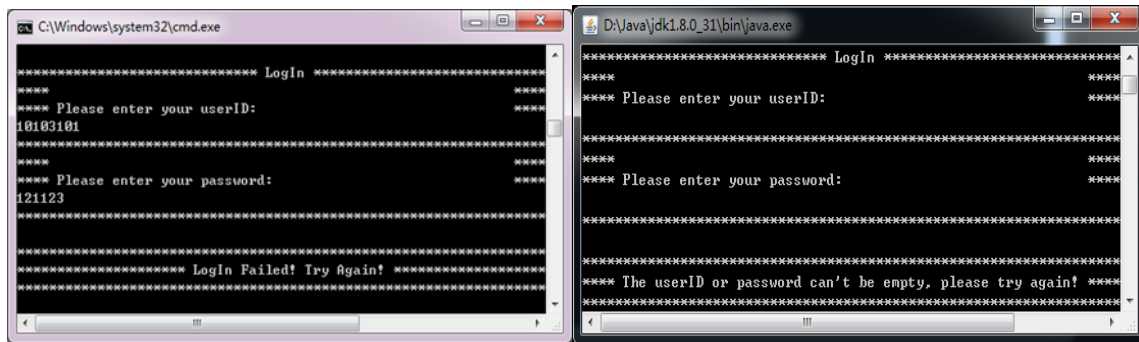 C:\Windows\system32\cmd.exe
****************************** LogIn *****************************
**** ****
**** Please enter your userID: ****
10103101
******************************************************************
**** ****
**** Please enter your password: ****
121123
******************************************************************
******************************************************************
********************* LogIn Failed! Try Again! *******************
******************************************************************
D:\Java\jdk1.8.0_31\bin\java.exe
****************************** LogIn *****************************
**** ****
**** Please enter your userID: ****
******************************************************************
**** ****
**** Please enter your password: ****
******************************************************************
******************************************************************
**** The userID or password can't be empty, please try again! ****
******************************************************************